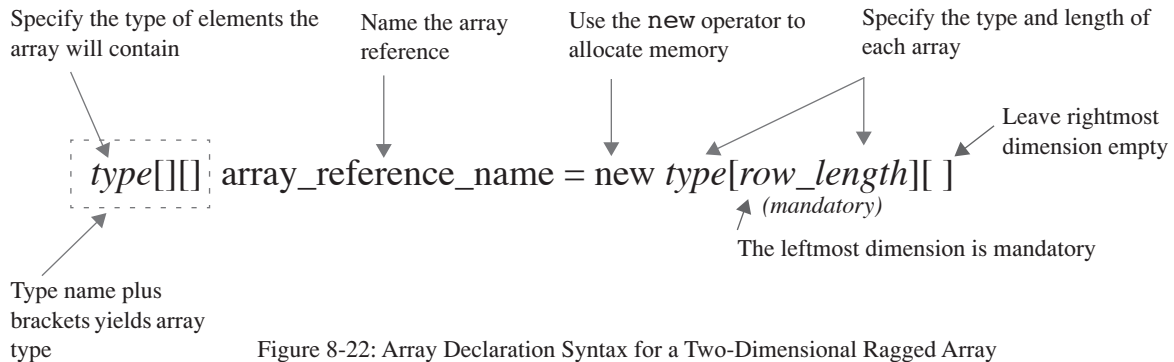 Specify the type of elements the
array will contain
Name the array
reference
Use the new operator to
allocate memory
Specify the type and length of
each array
Leave rightmost
dimension empty
type[][] array_reference_name = new type[row_length][ ]
(mandatory)
The leftmost dimension is mandatory
Type name plus
brackets yields array
type
Figure 8-22: Array Declaration Syntax for a Two-Dimensional Ragged Array